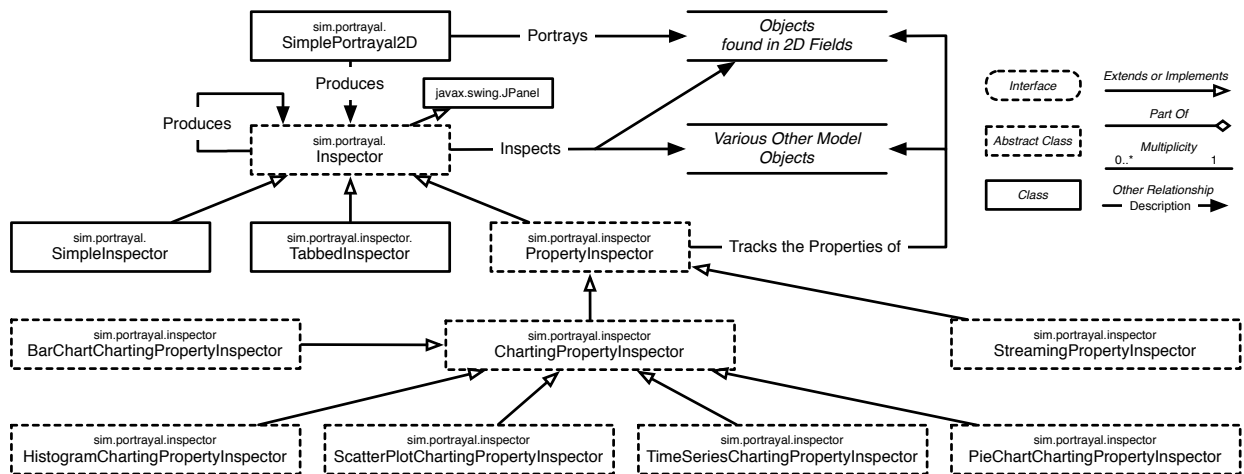 sim.portrayal.
SimplePortrayal2D
Portrays
Objects
found in 2D Fields
Produces
javax.swing.JPanel
Produces
sim.portrayal.
Inspector
Inspects
Various Other Model
Objects
Interface
Extends or Implements
Part Of
Abstract Class
Multiplicity
0..*
1
Class
Other Relationship
Description
sim.portrayal.
SimpleInspector
sim.portrayal.inspector.
TabbedInspector
sim.portrayal.inspector
PropertyInspector
Tracks the Properties of
sim.portrayal.inspector
BarChartChartingPropertyInspector
sim.portrayal.inspector
ChartingPropertyInspector
sim.portrayal.inspector
StreamingPropertyInspector
sim.portrayal.inspector
HistogramChartingPropertyInspector
sim.portrayal.inspector
ScatterPlotChartingPropertyInspector
sim.portrayal.inspector
TimeSeriesChartingPropertyInspector
sim.portrayal.inspector
PieChartChartingPropertyInspector